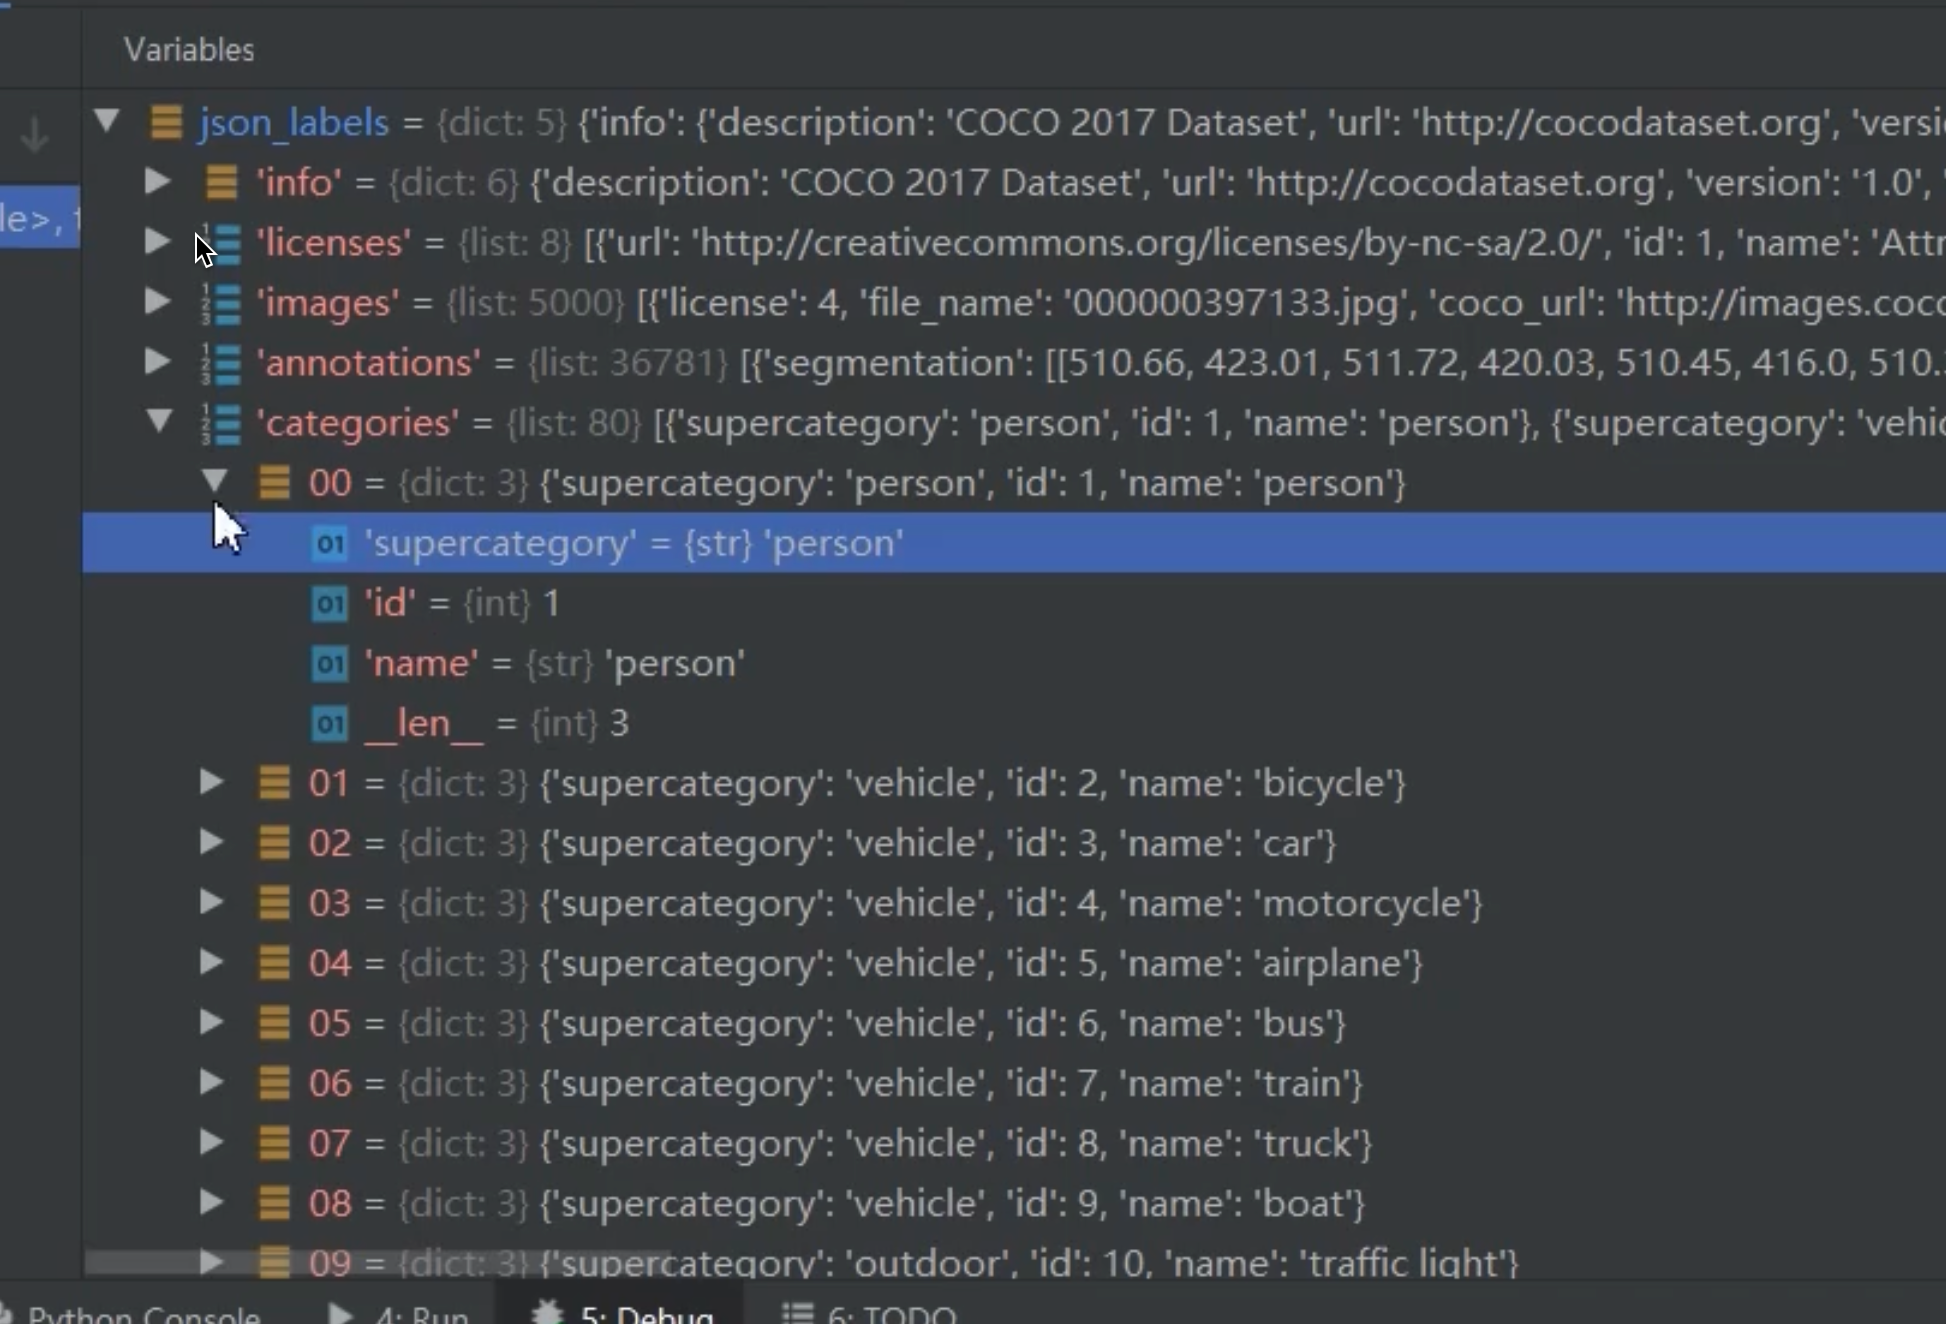 Variables
json_labels = {dict: 5} {'info': {'description': 'COCO 2017 Dataset', 'url': 'http://cocodataset.org', 'versi
'info' = {dict: 6} {'description': 'COCO 2017 Dataset', 'url': 'http://cocodataset.org', 'version': '1.0', '
le>, t
'licenses' = {list: 8} [{'url': 'http://creativecommons.org/licenses/by-nc-sa/2.0/', 'id': 1, 'name': 'Attr
'images' = {list: 5000} [{'license': 4, 'file_name': '000000397133.jpg', 'coco_url': 'http://images.coco
'annotations' = {list: 36781} [{'segmentation': [[510.66, 423.01, 511.72, 420.03, 510.45, 416.0, 510.
'categories' = {list: 80} [{'supercategory': 'person', 'id': 1, 'name': 'person'}, {'supercategory': 'vehic
00 = {dict: 3} {'supercategory': 'person', 'id': 1, 'name': 'person'}
01 'supercategory' = {str} 'person'
01 'id' = {int} 1
01 'name' = {str} 'person'
01 __len__ = {int} 3
01 = {dict: 3} {'supercategory': 'vehicle', 'id': 2, 'name': 'bicycle'}
02 = {dict: 3} {'supercategory': 'vehicle', 'id': 3, 'name': 'car'}
03 = {dict: 3} {'supercategory': 'vehicle', 'id': 4, 'name': 'motorcycle'}
04 = {dict: 3} {'supercategory': 'vehicle', 'id': 5, 'name': 'airplane'}
05 = {dict: 3} {'supercategory': 'vehicle', 'id': 6, 'name': 'bus'}
06 = {dict: 3} {'supercategory': 'vehicle', 'id': 7, 'name': 'train'}
07 = {dict: 3} {'supercategory': 'vehicle', 'id': 8, 'name': 'truck'}
08 = {dict: 3} {'supercategory': 'vehicle', 'id': 9, 'name': 'boat'}
09 = {dict: 3} {'supercategory': 'outdoor', 'id': 10, 'name': 'traffic light'}
Python Console 4: Run 5: Debug 6: TODO